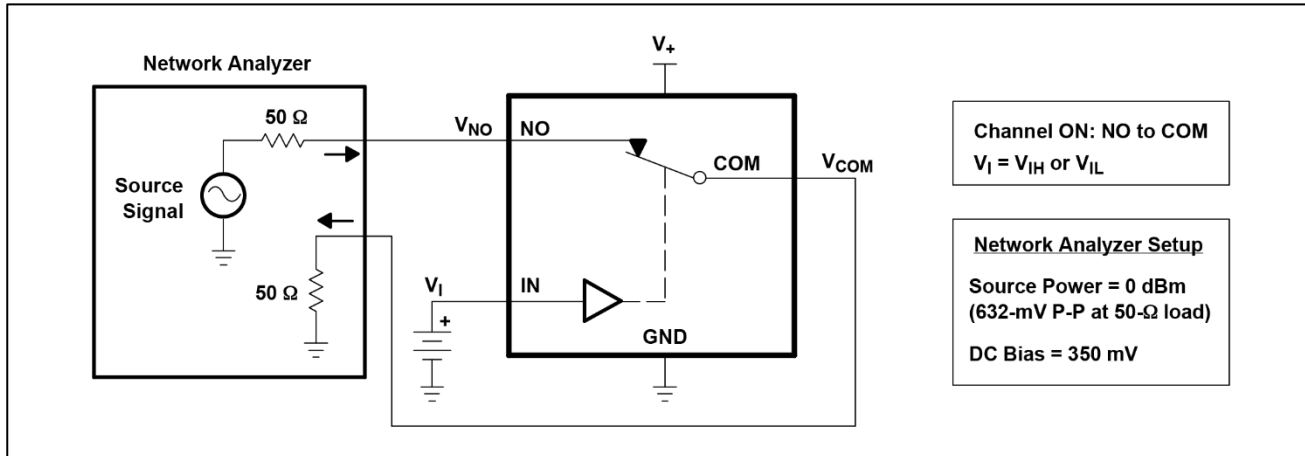 Network Analyzer
50 Ω
Source
Signal
50 Ω
V+
VNO
NO
COM
VCOM
VI
IN
+
GND
Channel ON: NO to COM
VI = VIH or VIL
Network Analyzer Setup
Source Power = 0 dBm
(632-mV P-P at 50-Ω load)
DC Bias = 350 mV